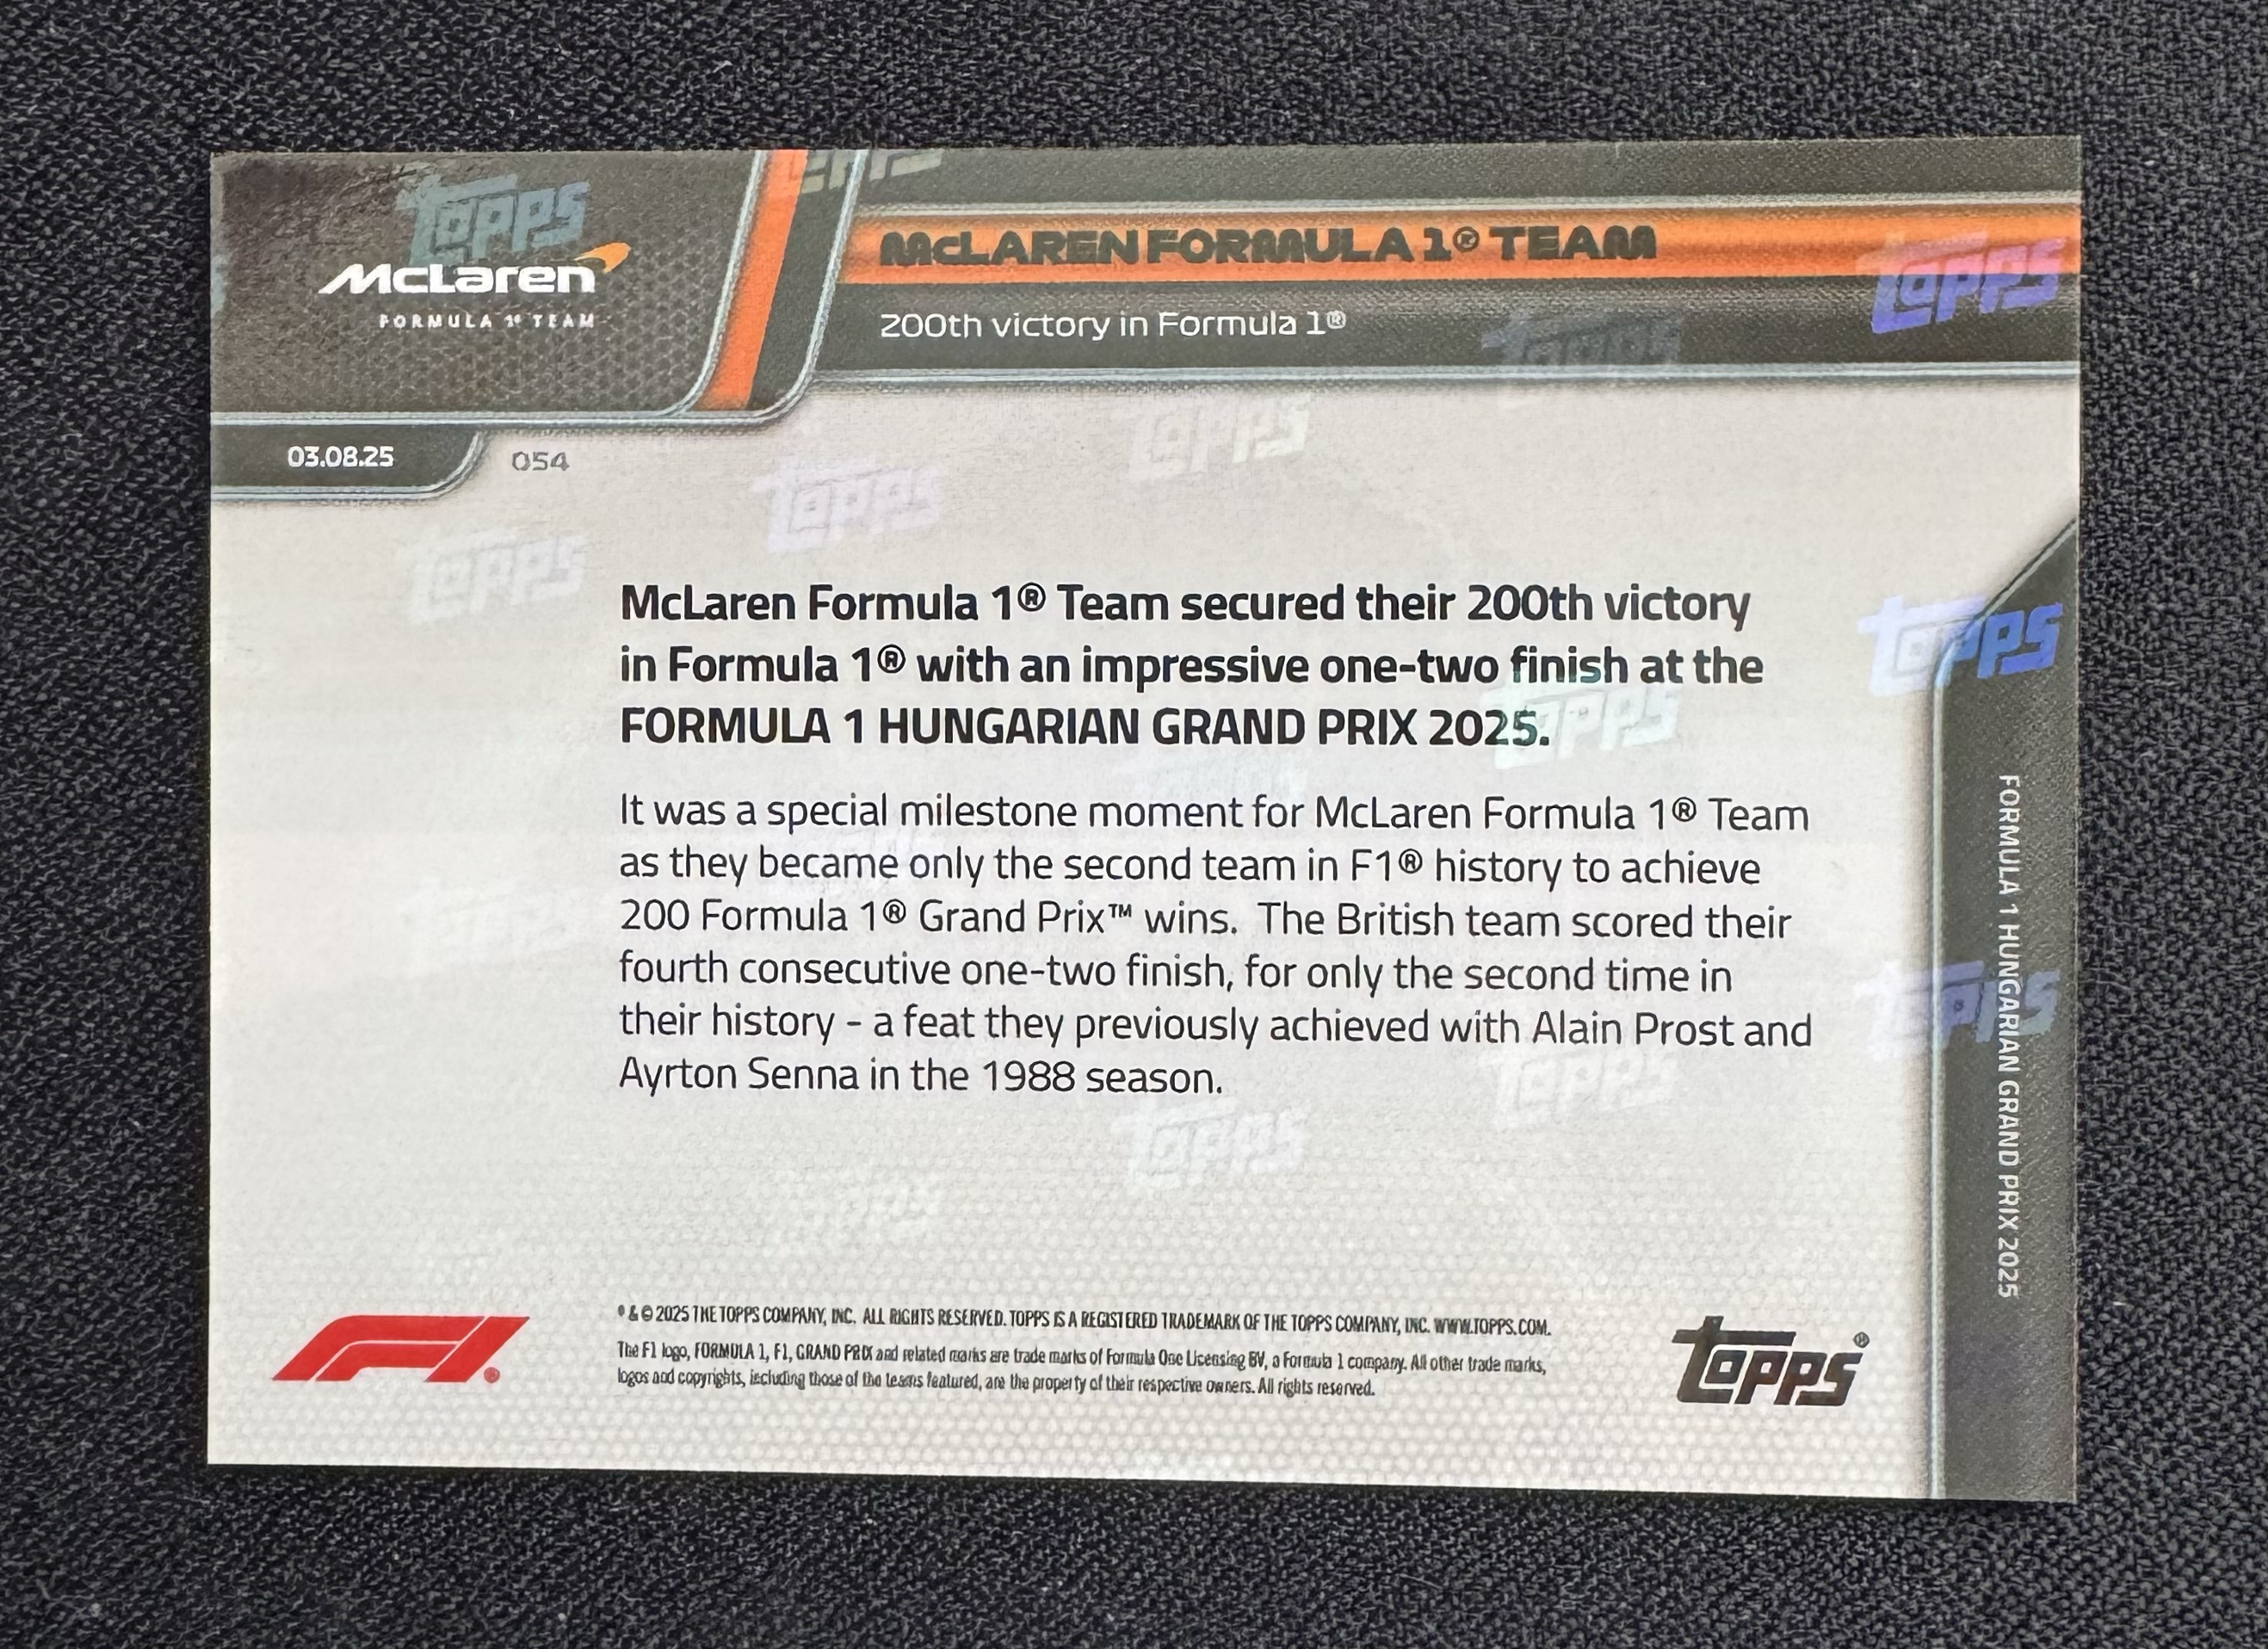 TOPPS
McLaren
FORMULA 1® TEAM
McLAREN FORMULA 1® TEAM
200th victory in Formula 1®
03.08.25
054
McLaren Formula 1® Team secured their 200th victory
in Formula 1® with an impressive one-two finish at the
FORMULA 1 HUNGARIAN GRAND PRIX 2025.
It was a special milestone moment for McLaren Formula 1® Team
as they became only the second team in F1® history to achieve
200 Formula 1® Grand Prix™ wins.  The British team scored their
fourth consecutive one-two finish, for only the second time in
their history - a feat they previously achieved with Alain Prost and
Ayrton Senna in the 1988 season.
FORMULA 1 HUNGARIAN GRAND PRIX 2025
F1®
® & © 2025 THE TOPPS COMPANY, INC. ALL RIGHTS RESERVED. TOPPS IS A REGISTERED TRADEMARK OF THE TOPPS COMPANY, INC. WWW.TOPPS.COM.
The F1 logo, FORMULA 1, F1, GRAND PRIX and related marks are trade marks of Formula One Licensing BV, a Formula 1 company. All other trade marks,
logos and copyrights, including those of the teams featured, are the property of their respective owners. All rights reserved.
Topps®